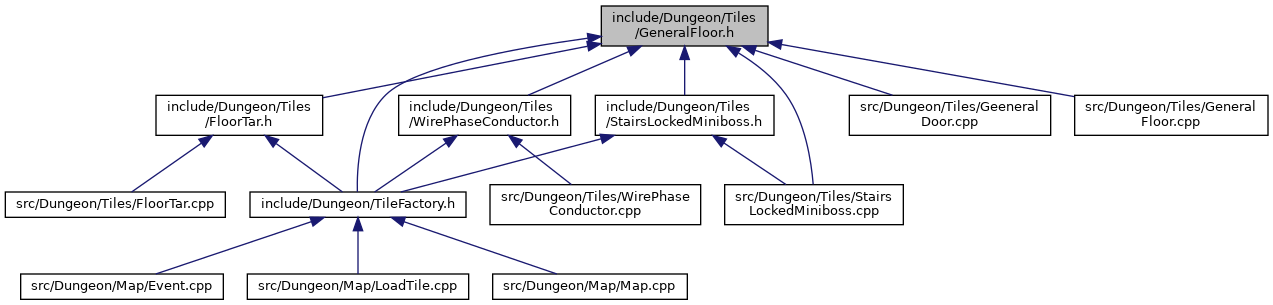 include/Dungeon/Tiles
/GeneralFloor.h
include/Dungeon/Tiles
/FloorTar.h
include/Dungeon/Tiles
/WirePhaseConductor.h
include/Dungeon/Tiles
/StairsLockedMiniboss.h
src/Dungeon/Tiles/Geeneral
Door.cpp
src/Dungeon/Tiles/General
Floor.cpp
src/Dungeon/Tiles/FloorTar.cpp
include/Dungeon/TileFactory.h
src/Dungeon/Tiles/WirePhase
Conductor.cpp
src/Dungeon/Tiles/Stairs
LockedMiniboss.cpp
src/Dungeon/Map/Event.cpp
src/Dungeon/Map/LoadTile.cpp
src/Dungeon/Map/Map.cpp